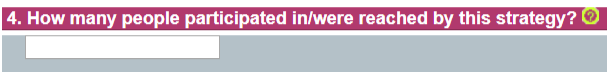 4. How many people participated in/were reached by this strategy? ?